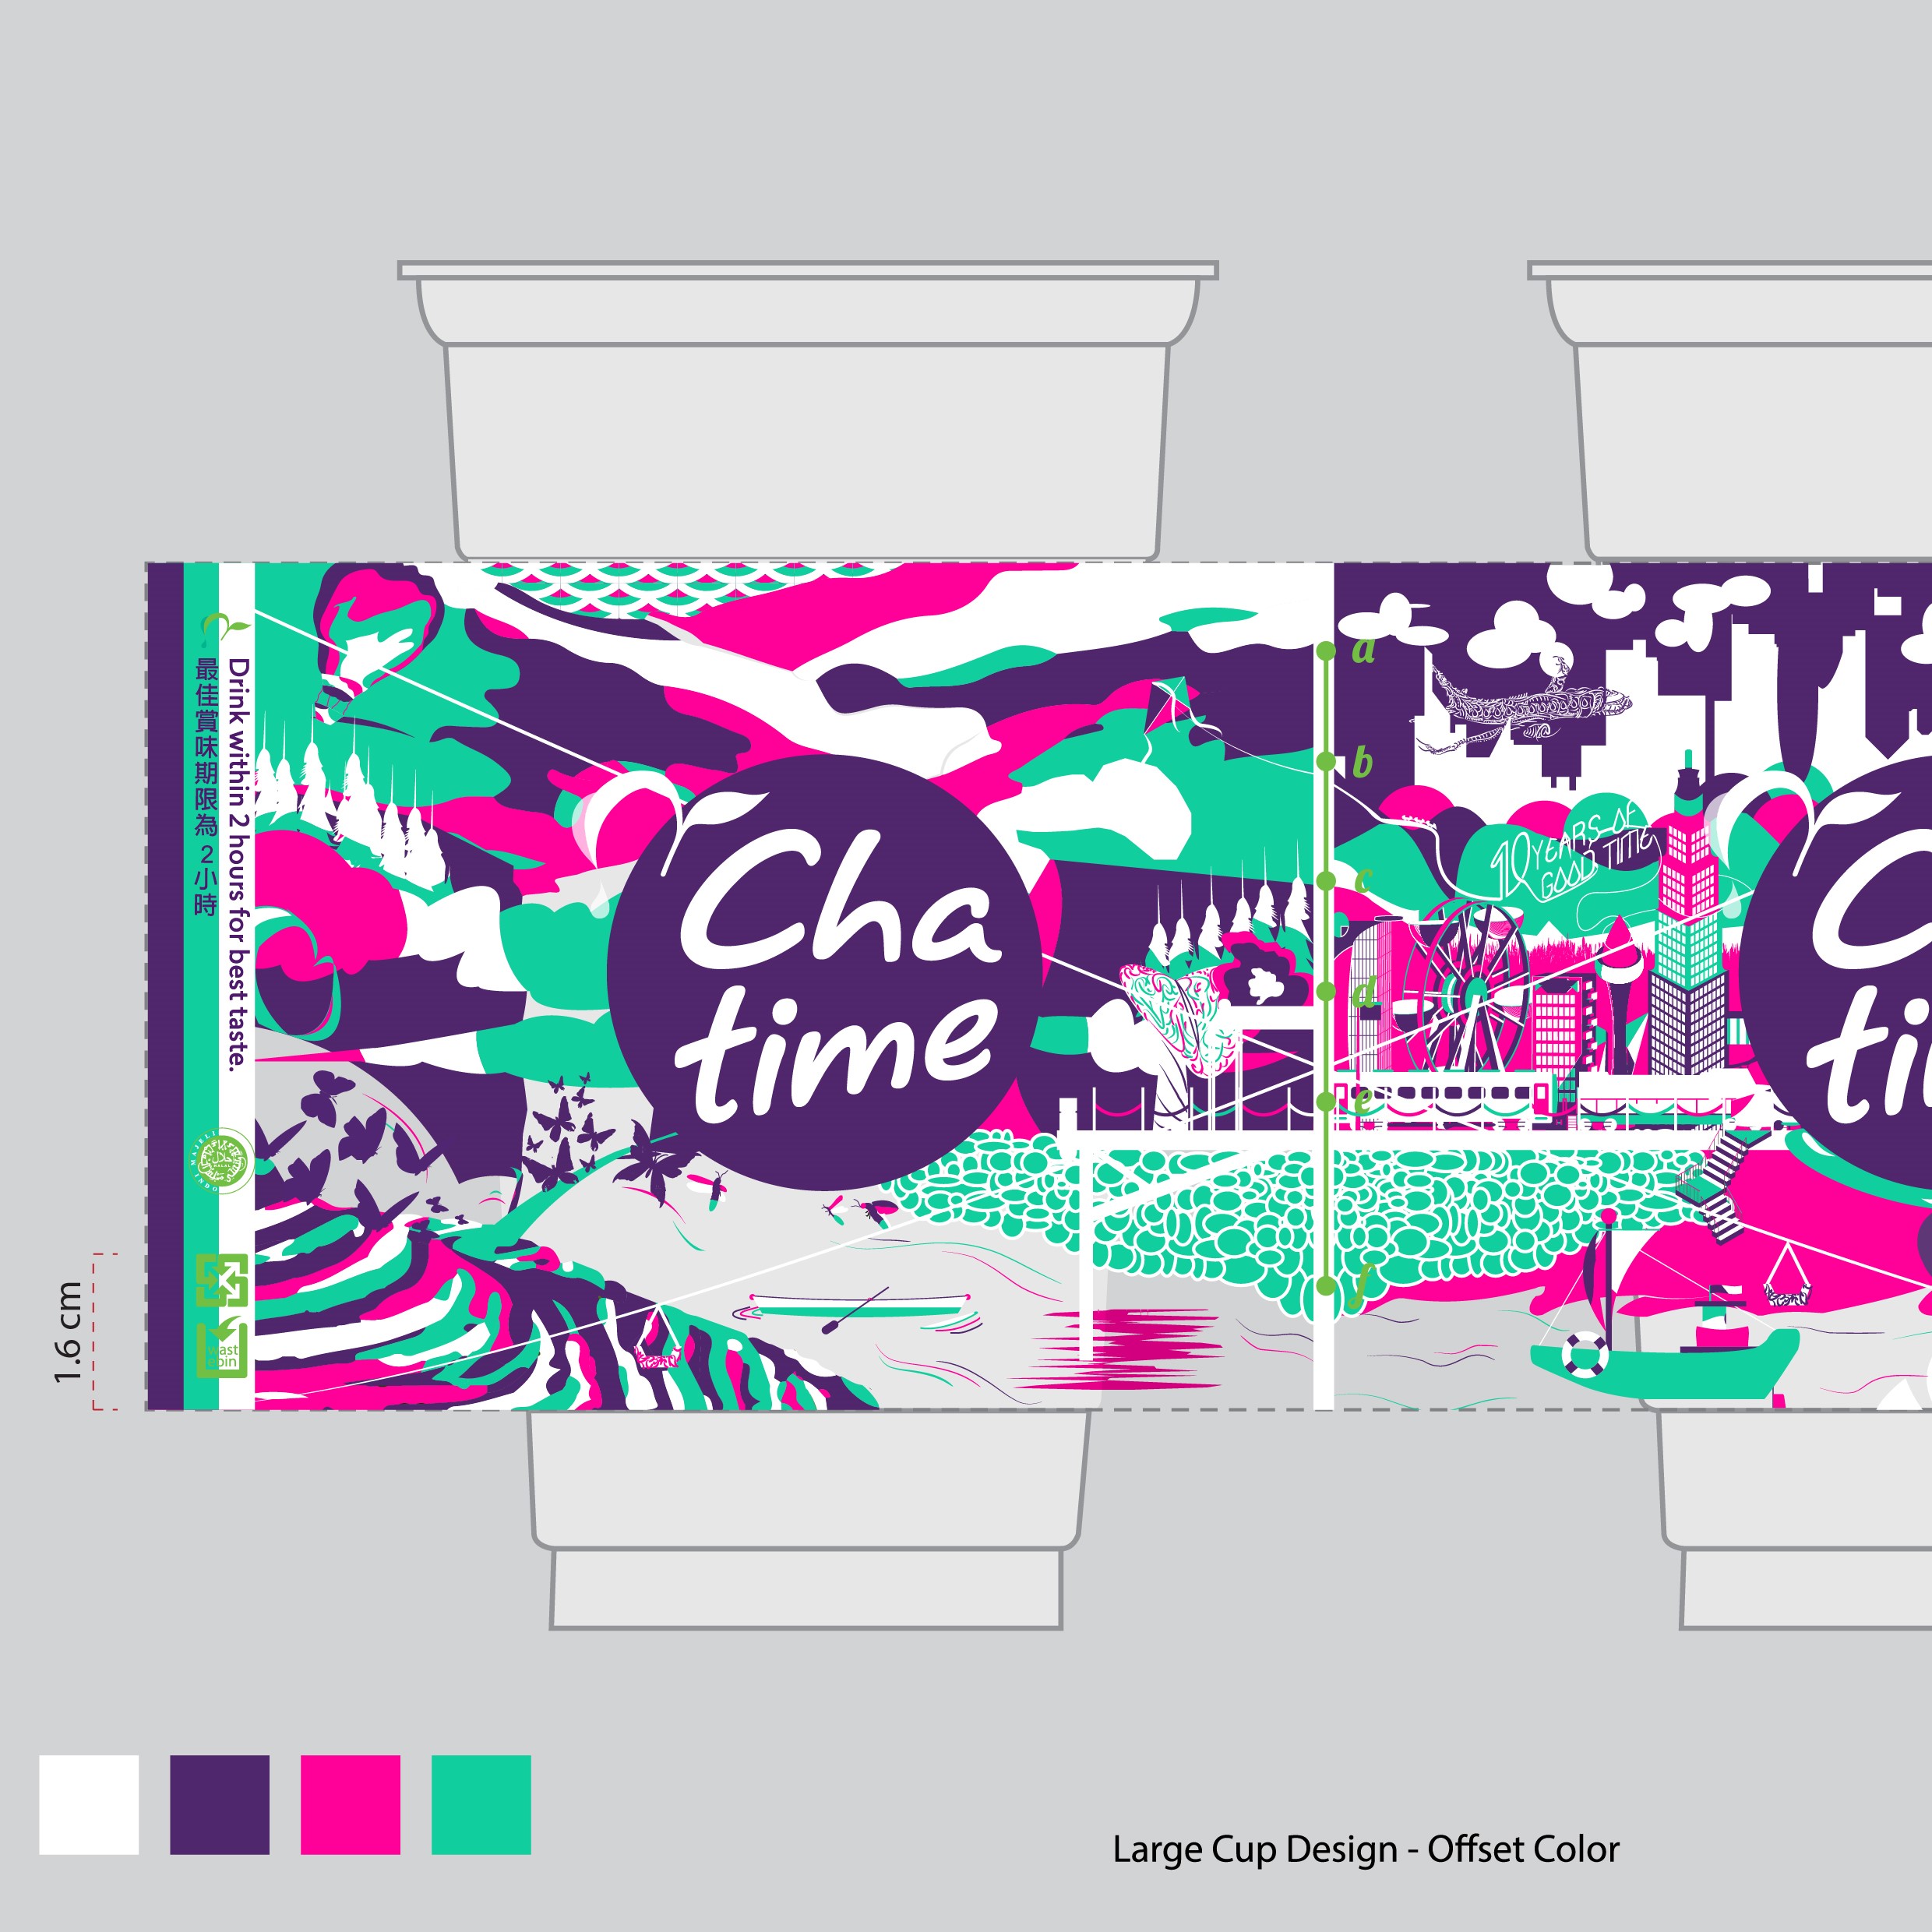 最佳賞味期限為2小時
Drink within 2 hours for best taste.
Cha
time
a
b
c
d
e
f
10 YEARS OF
GOOD TIME
C
ti
1.6 cm
Large Cup Design - Offset Color